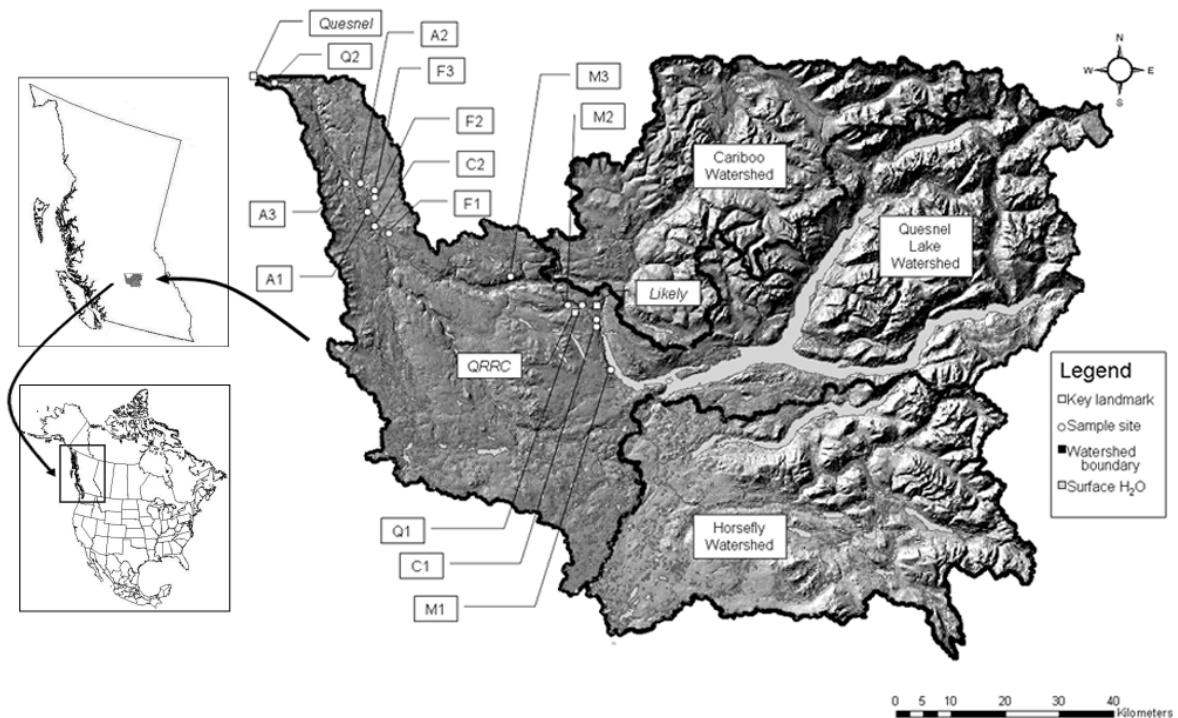 Quesnel
Q2
A2
F3
F2
C2
F1
A3
A1
M3
M2
N
W
E
S
Cariboo
Watershed
Quesnel
Lake
Watershed
Likely
QRRC
Horsefly
Watershed
Q1
C1
M1
Legend
Key landmark
Sample site
Watershed
boundary
Surface H₂O
0 5 10 20 30 40
Kilometers